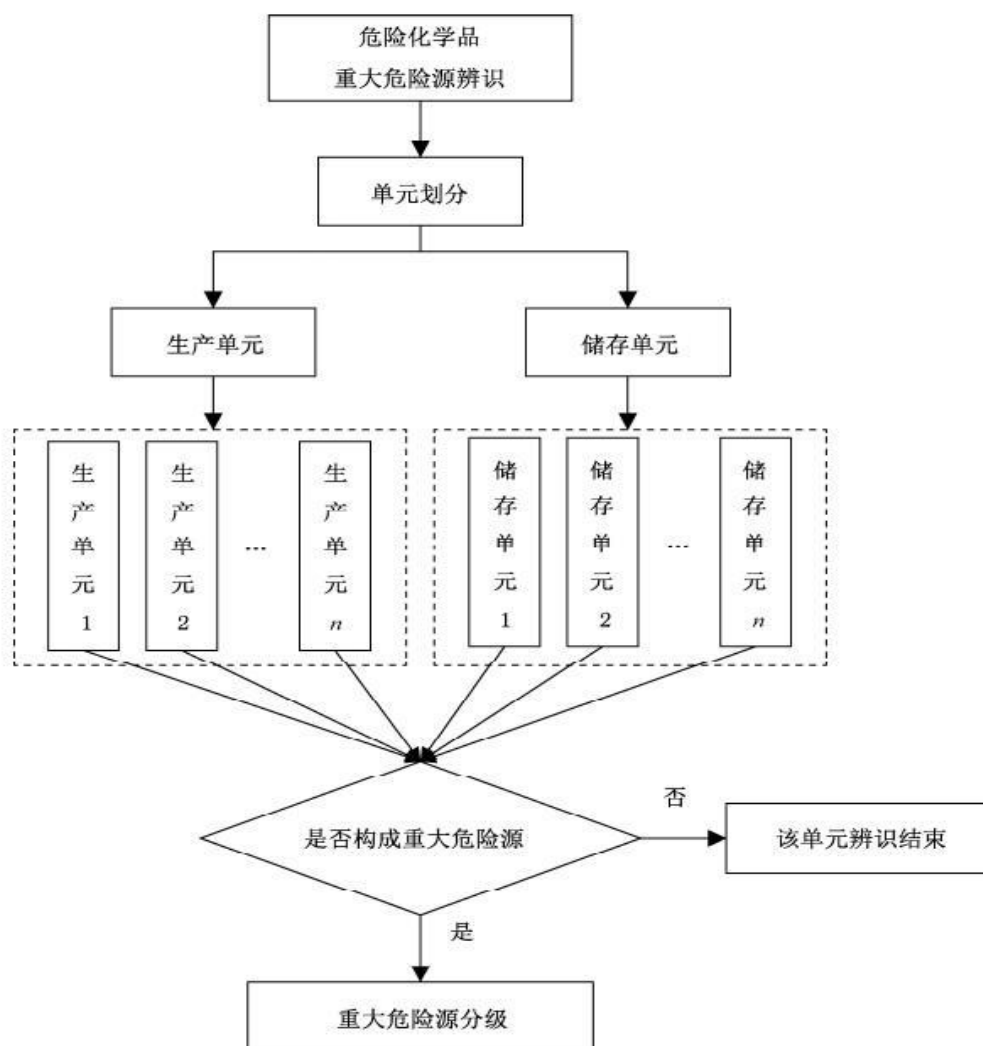 危险化学品
重大危险源辨识
单元划分
生产单元
储存单元
生产单元1
生产单元2
…
生产单元n
储存单元1
储存单元2
…
储存单元n
是否构成重大危险源
否
该单元辨识结束
是
重大危险源分级